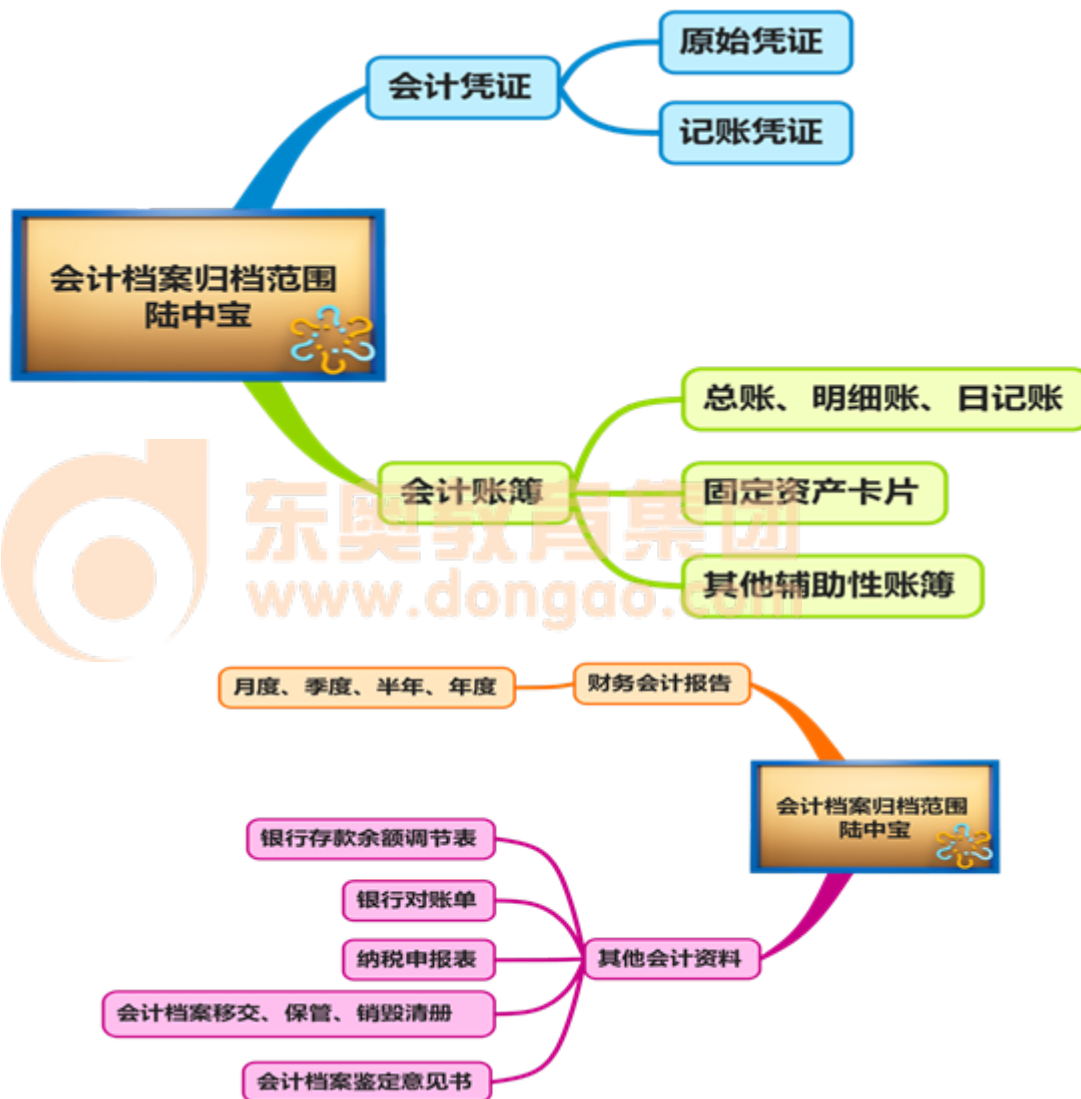 会计凭证
原始凭证
记账凭证
会计档案归档范围
陆中宝
会计账簿
总账、明细账、日记账
固定资产卡片
其他辅助性账簿
东奥教育集团
www.dongao.com
月度、季度、半年、年度
财务会计报告
会计档案归档范围
陆中宝
银行存款余额调节表
银行对账单
纳税申报表
会计档案移交、保管、销毁清册
会计档案鉴定意见书
其他会计资料